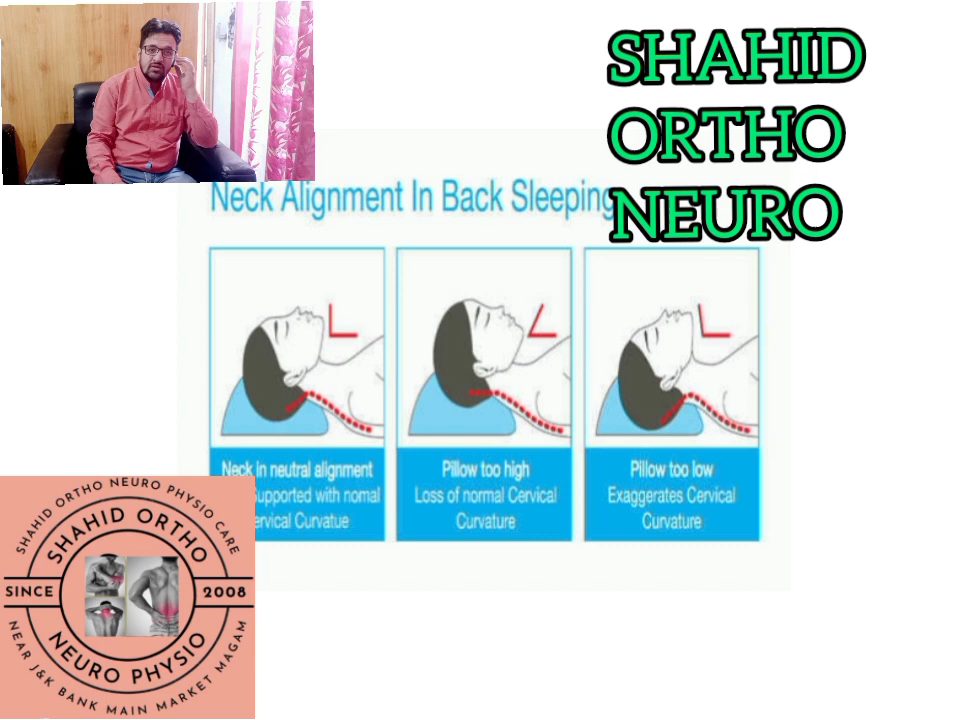 SHAHID
ORTHO
NEURO
Neck Alignment In Back Sleeping
Neck in neutral alignment
Supported with nomal
ervical Curvatue
Pillow too high
Loss of normal Cervical
Curvature
Pillow too low
Exaggerates Cervical
Curvature
SHAHID ORTHO NEURO PHYSIO CARE
SHAHID ORTHO
SINCE 2008
NEURO PHYSIO
NEAR J&K BANK MAIN MARKET MAGAM